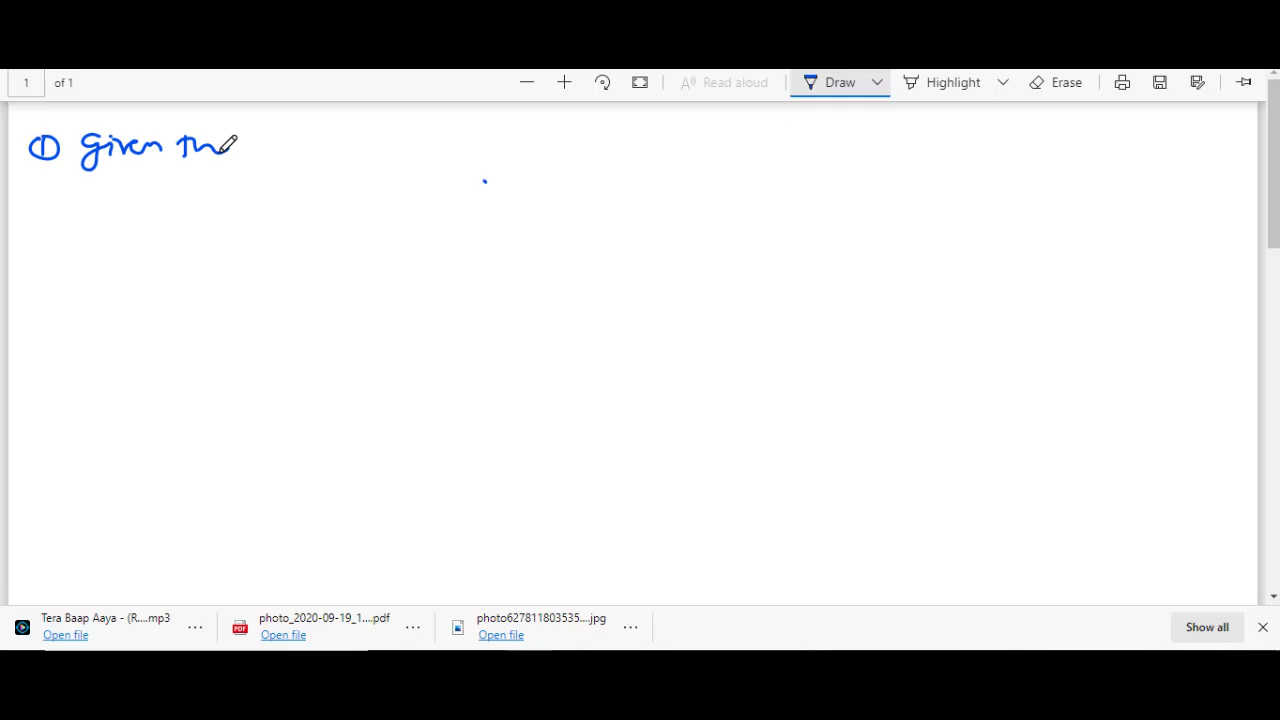 1 of 1 Read aloud Draw Highlight Erase
① Given th
Tera Baap Aaya - (R....mp3 photo_2020-09-19_1....pdf photo627811803535....jpg Show all
Open file Open file Open file